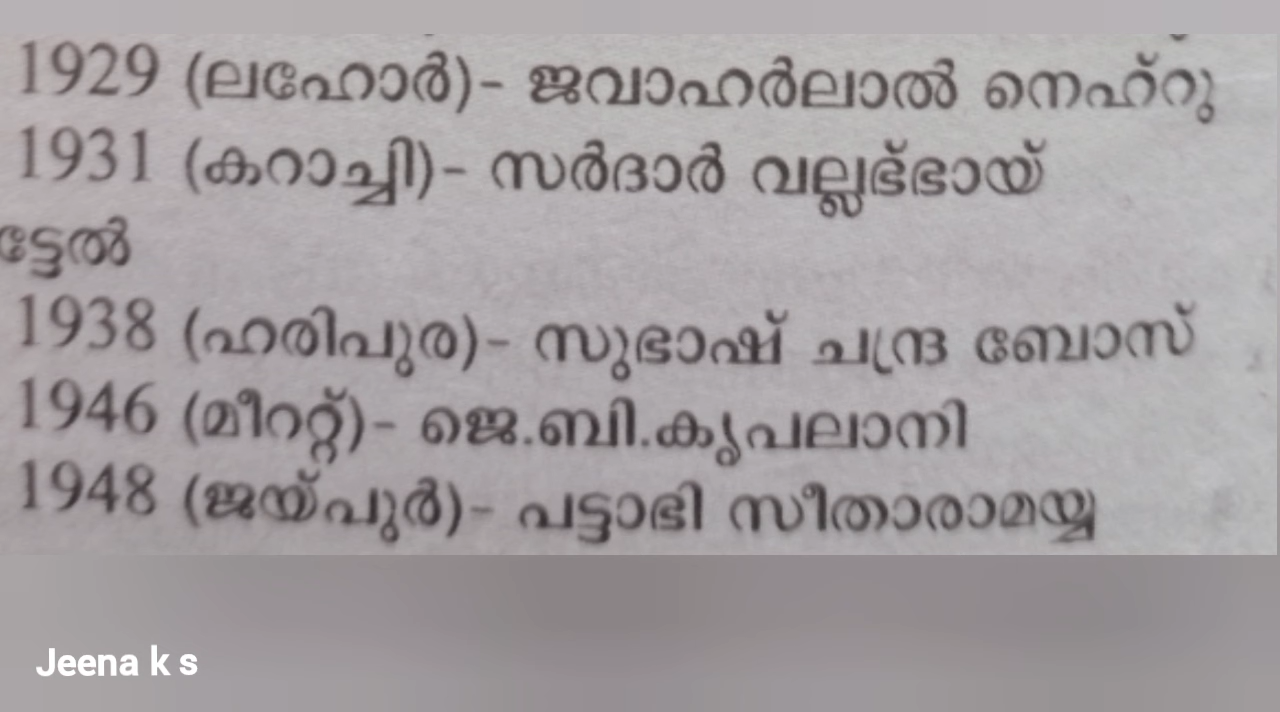 1929 (ലഹോർ)- ജവാഹർലാൽ നെഹ്റു
1931 (കറാച്ചി)- സർദാർ വല്ലഭ്ഭായ്
ട്ടേൽ
1938 (ഹരിപുര)- സുഭാഷ് ചന്ദ്ര ബോസ്
1946 (മീററ്റ്)- ജെ.ബി.കൃപലാനി
1948 (ജയ്പുർ)- പട്ടാഭി സീതാരാമയ്യ
Jeena k s